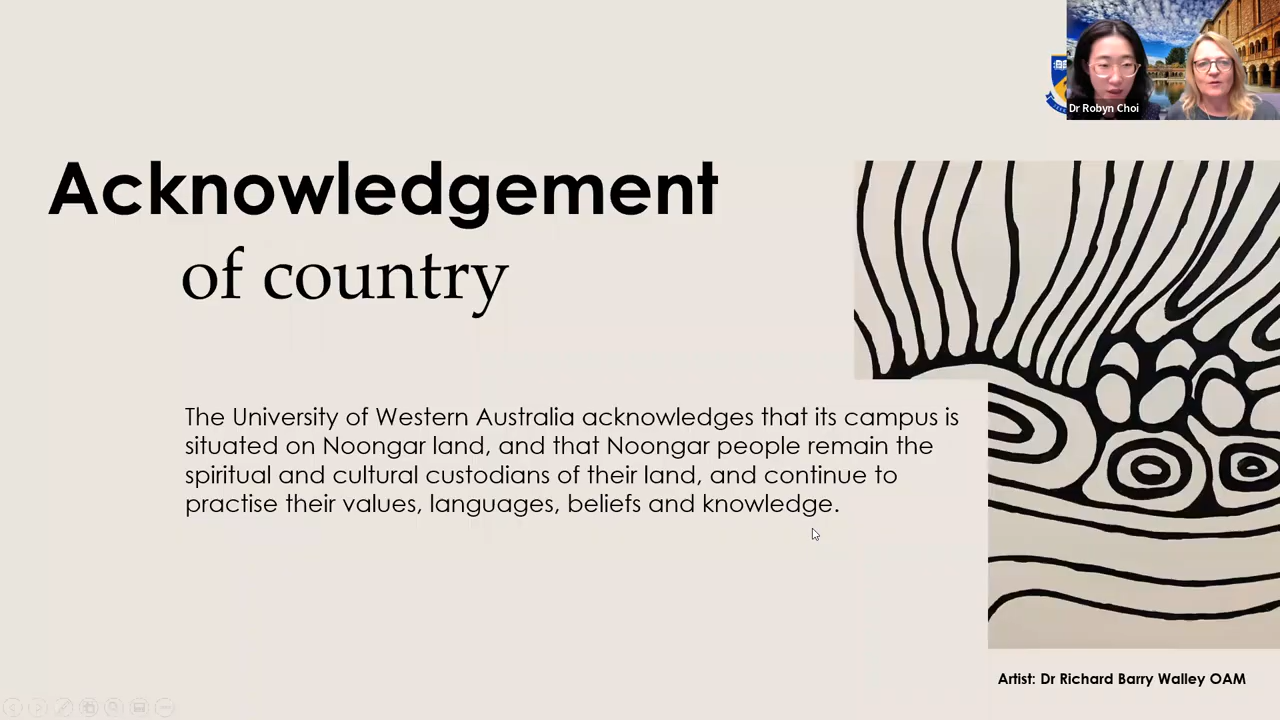 Dr Robyn Choi
Acknowledgement
of country
The University of Western Australia acknowledges that its campus is
situated on Noongar land, and that Noongar people remain the
spiritual and cultural custodians of their land, and continue to
practise their values, languages, beliefs and knowledge.
Artist: Dr Richard Barry Walley OAM